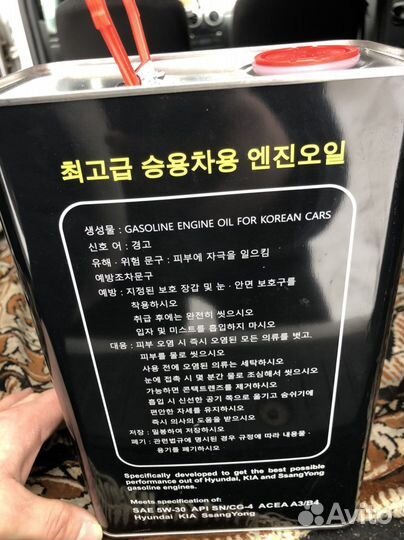 최고급 승용차용 엔진오일
생성물 : GASOLINE ENGINE OIL FOR KOREAN CARS
신호 어 : 경고
유해 · 위험 문구 : 피부에 자극을 일으킴
예방조차문구
예방 : 지정된 보호 장갑 및 눈 · 안면 보호구를
착용하시오
취급 후에는 완전히 씻으시오
입자 및 미스트를 흡입하지 마시오
대응 : 피부 오염 시 즉시 오염된 모든 의류를 벗고,
피부를 물로 씻으시오
사용 전에 오염된 의류는 세탁하시오
눈에 접촉 시 몇 분간 물로 조심해서 씻으시오
가능하면 콘택트렌즈를 제거하시오
흡입 시 신선한 공기 쪽으로 옮기고 숨쉬기에
편안한 자세를 유지하시오
즉시 의사의 도움을 받으시오
저장 : 밀봉하여 저장하시오
폐기 : 관련법규에 명시된 경우 규정에 따라 내용물 ·
용기를 폐기하시오
Specifically developed to get the best possible
performance out of Hyundai, KIA and SsangYong
gasoline engines.
Meets specification of:
SAE 5W-30 API SN/CG-4 ACEA A3/B4
Hyundai KIA SsangYong
Avito